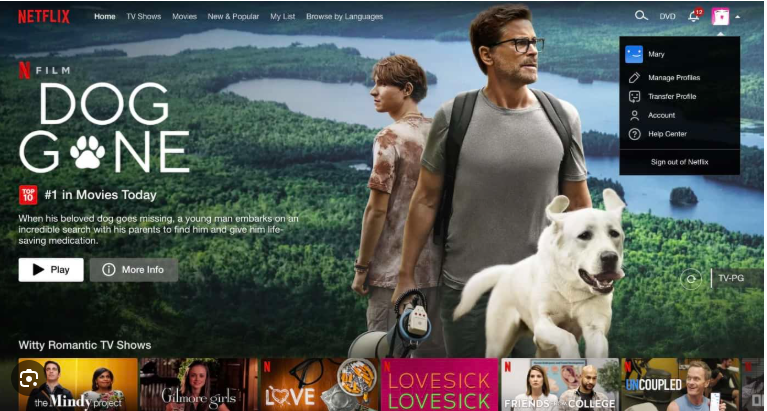 NETFLIX
Home TV Shows Movies New & Popular My List Browse by Languages
DVD 12
Mary
Manage Profiles
Transfer Profile
Account
Help Center
Sign out of Netflix
N FILM
DOG
GONE
TOP
10
#1 in Movies Today
When his beloved dog goes missing, a young man embarks on an
incredible search with his parents to find him and give him life-
saving medication.
Play
More Info
TV-PG
Witty Romantic TV Shows
the Mindy project
Gilmore girls
N
LOVE
N
LOVESICK
LOVESICK
N
FRIENDS
COLLEGE
N
UNCOUPLED
N